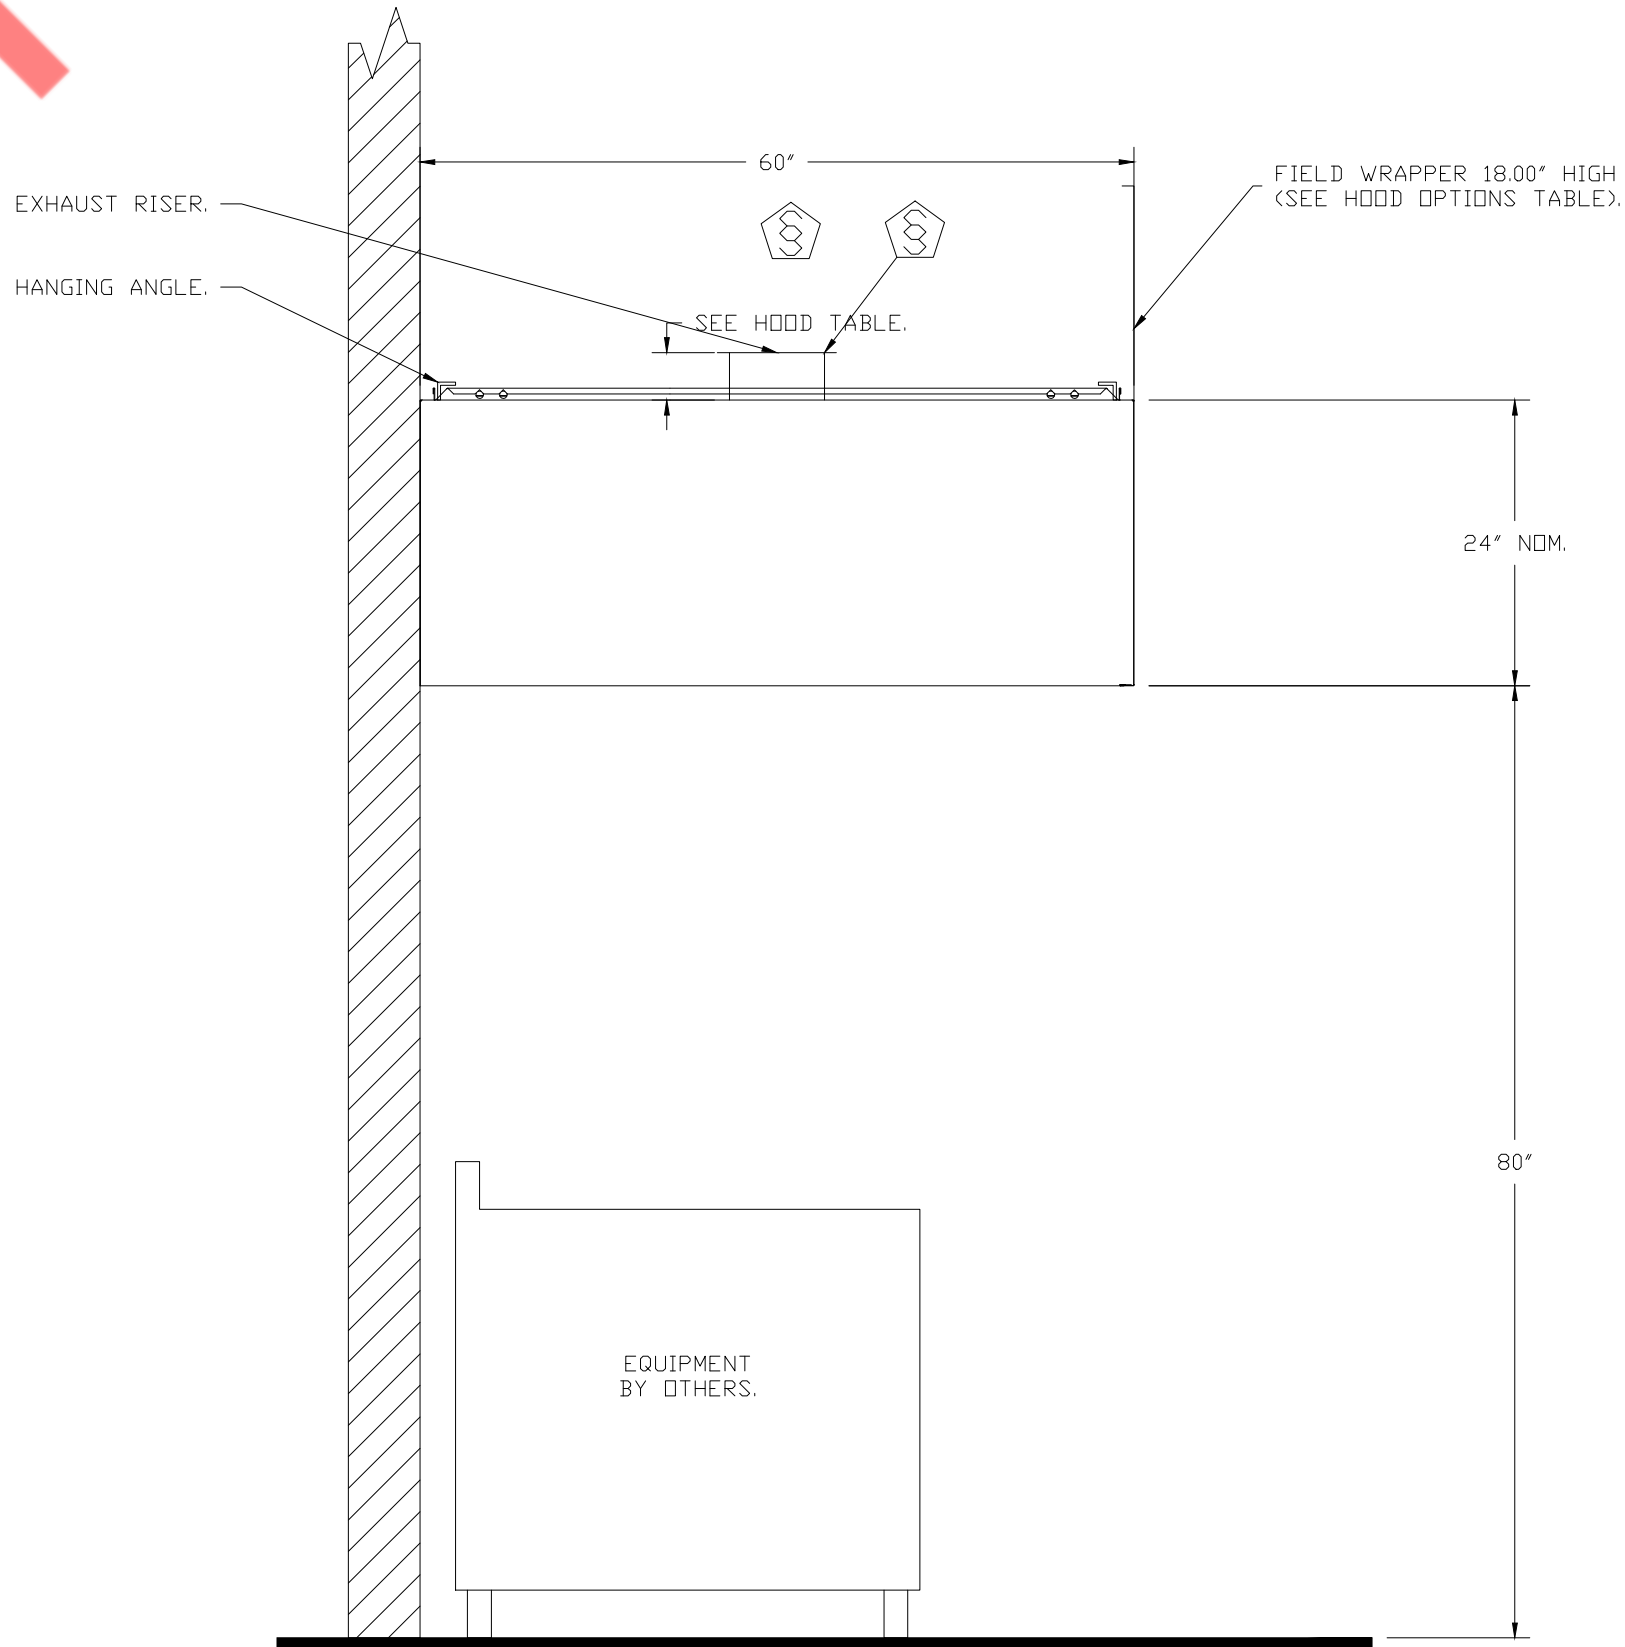 60"
FIELD WRAPPER 18.00" HIGH
(SEE HOOD OPTIONS TABLE).
EXHAUST RISER.
HANGING ANGLE.
SEE HOOD TABLE.
24" NOM.
80"
EQUIPMENT
BY OTHERS.